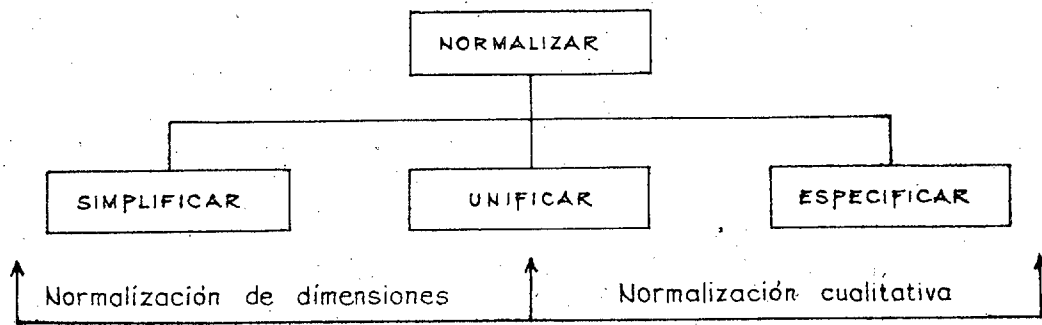 NORMALIZAR
SIMPLIFICAR UNIFICAR ESPECIFICAR
Normalización de dimensiones Normalización cualitativa